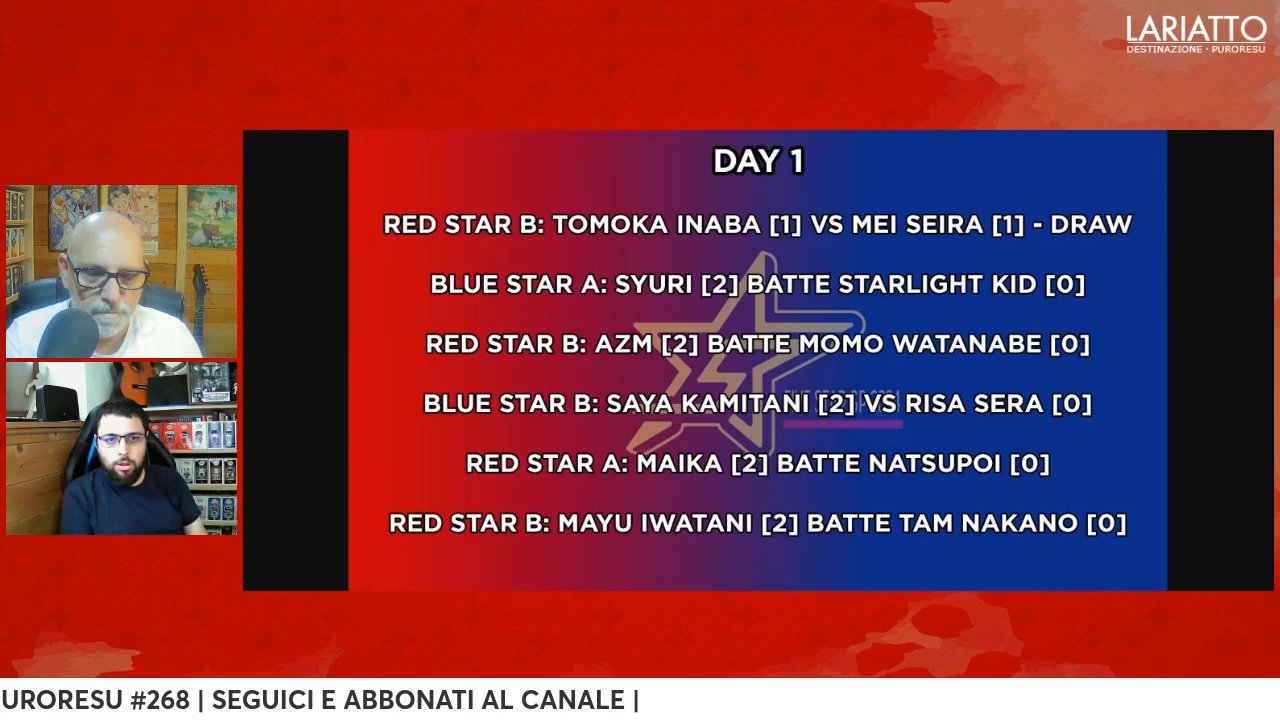 LARIATTO
DESTINAZIONE • PURORESU
DAY 1
RED STAR B: TOMOKA INABA [1] VS MEI SEIRA [1] - DRAW
BLUE STAR A: SYURI [2] BATTE STARLIGHT KID [0]
RED STAR B: AZM [2] BATTE MOMO WATANABE [0]
BLUE STAR B: SAYA KAMITANI [2] VS RISA SERA [0]
RED STAR A: MAIKA [2] BATTE NATSUPOI [0]
RED STAR B: MAYU IWATANI [2] BATTE TAM NAKANO [0]
URORESU #268 | SEGUICI E ABBONATI AL CANALE |